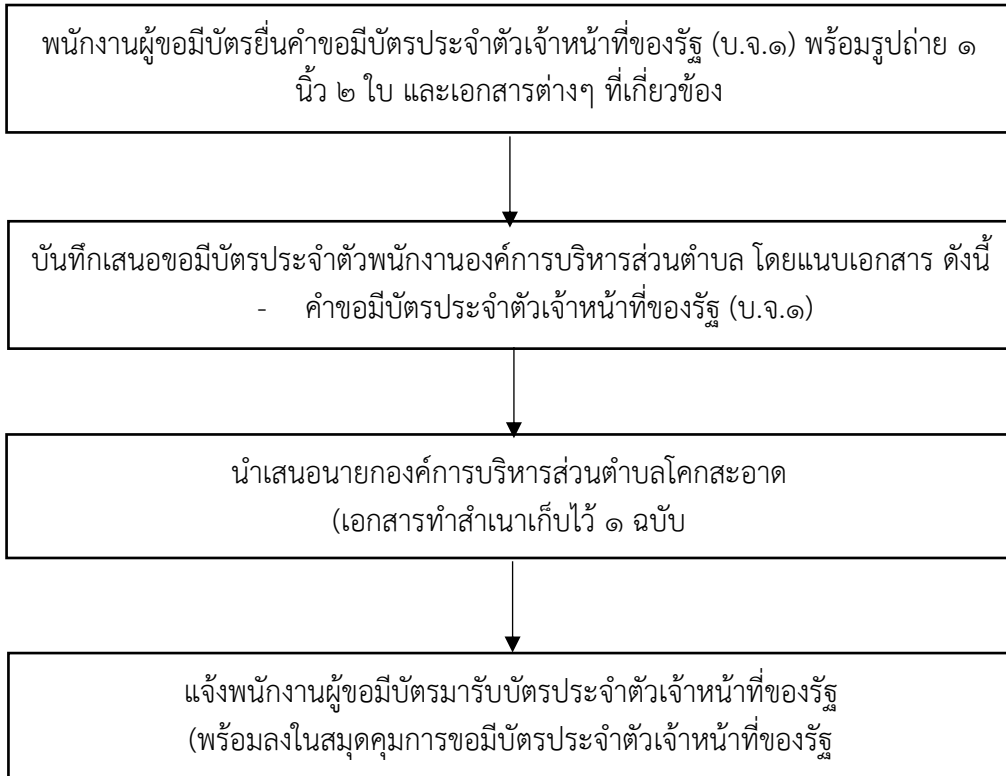 พนักงานผู้ขอมีบัตรยื่นคำขอมีบัตรประจำตัวเจ้าหน้าที่ของรัฐ (บ.จ.๑) พร้อมรูปถ่าย ๑
นิ้ว ๒ ใบ และเอกสารต่างๆ ที่เกี่ยวข้อง
บันทึกเสนอขอมีบัตรประจำตัวพนักงานองค์การบริหารส่วนตำบล โดยแนบเอกสาร ดังนี้
- คำขอมีบัตรประจำตัวเจ้าหน้าที่ของรัฐ (บ.จ.๑)
นำเสนอนายกองค์การบริหารส่วนตำบลโคกสะอาด
(เอกสารทำสำเนาเก็บไว้ ๑ ฉบับ
แจ้งพนักงานผู้ขอมีบัตรมารับบัตรประจำตัวเจ้าหน้าที่ของรัฐ
(พร้อมลงในสมุดคุมการขอมีบัตรประจำตัวเจ้าหน้าที่ของรัฐ